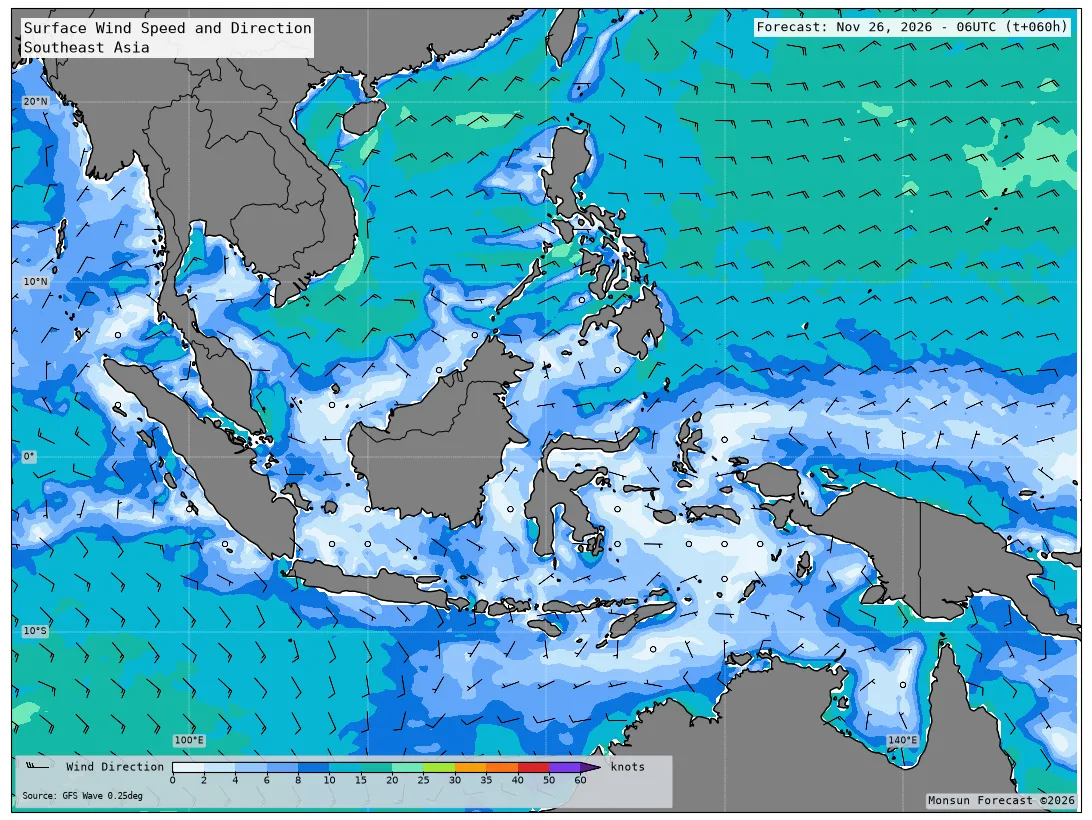 Surface Wind Speed and Direction
Southeast Asia
Forecast: Nov 26, 2026 - 06UTC (t+060h)
20°N
10°N
0°
10°S
100°E
140°E
Wind Direction
0 2 4 6 8 10 15 20 25 30 35 40 50 60
knots
Source: GFS Wave 0.25deg
Monsun Forecast ©2026